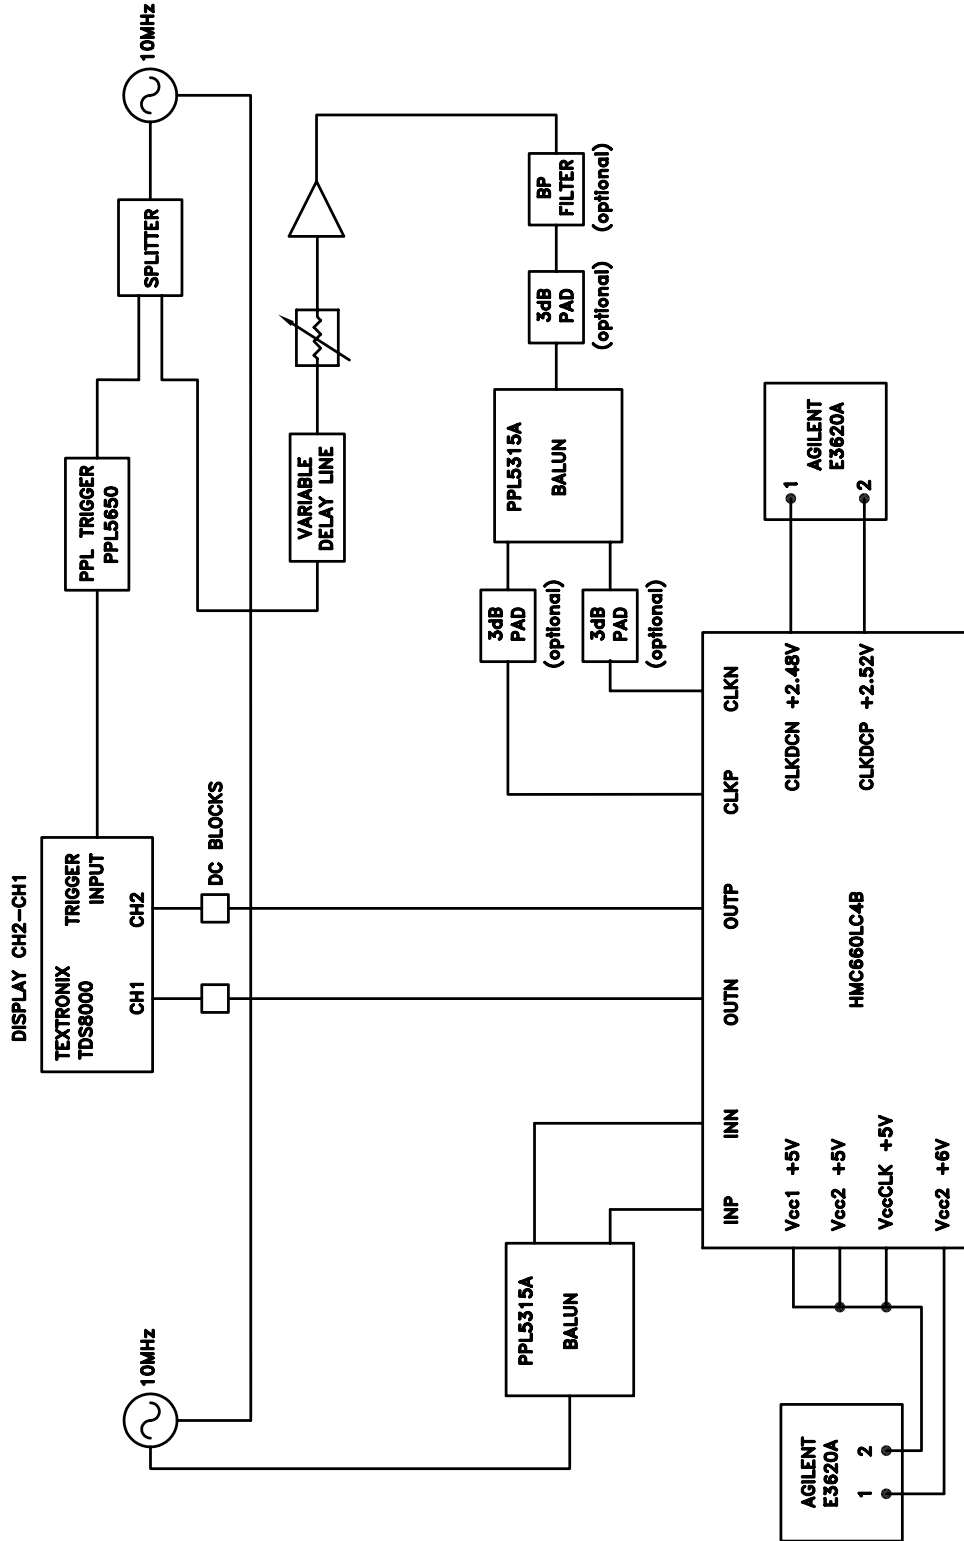 DISPLAY CH2-CH1
TEXTRONIX
TDS8000
TRIGGER
INPUT
CH1
CH2
DC BLOCKS
PPL TRIGGER
PPL5650
SPLITTER
10MHz
10MHz
VARIABLE
DELAY LINE
BP
FILTER
(optional)
3dB
PAD
(optional)
PPL5315A
BALUN
3dB
PAD
(optional)
3dB
PAD
(optional)
PPL5315A
BALUN
INP
INN
OUTN
OUTP
CLKP
CLKN
Vcc1 +5V
Vcc2 +5V
VccCLK +5V
Vcc2 +6V
HMC660LC4B
CLKDCN +2.48V
CLKDCP +2.52V
AGILENT
E3620A
1
2
AGILENT
E3620A
1
2